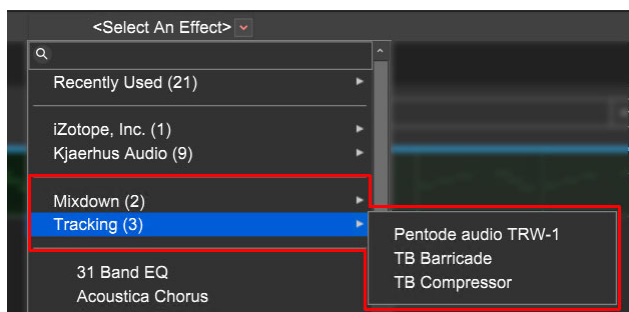 <Select An Effect>
Recently Used (21)
iZotope, Inc. (1)
Kjaerhus Audio (9)
Mixdown (2)
Tracking (3)
Pentode audio TRW-1
TB Barricade
TB Compressor
31 Band EQ
Acoustica Chorus